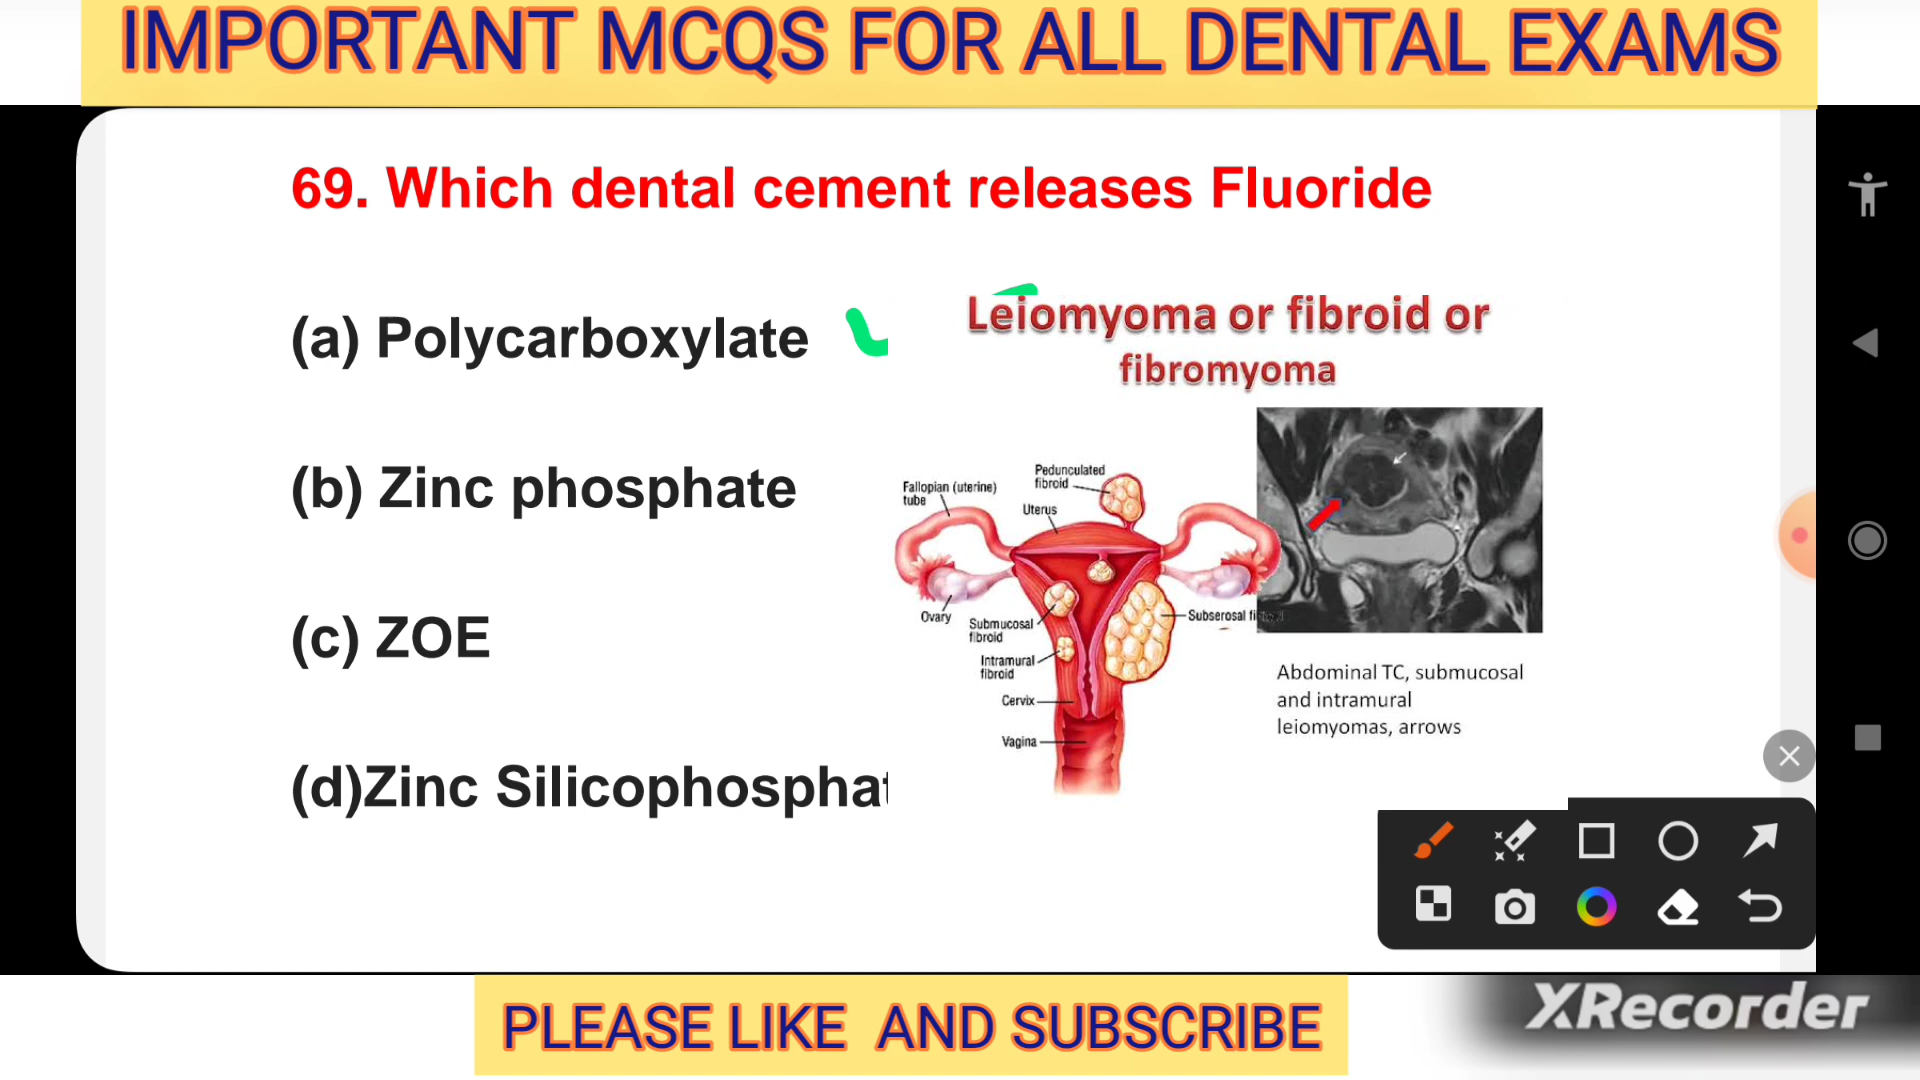 IMPORTANT MCQS FOR ALL DENTAL EXAMS
69. Which dental cement releases Fluoride
(a) Polycarboxylate
(b) Zinc phosphate
(c) ZOE
(d)Zinc Silicophosphat
Leiomyoma or fibroid or
fibromyoma
Pedunculated
fibroid
Fallopian (uterine)
tube
Uterus
Ovary
Submucosal
fibroid
Subserosal
Intramural
fibroid
Cervix
Vagina
Abdominal TC, submucosal
and intramural
leiomyomas, arrows
PLEASE LIKE AND SUBSCRIBE
XRecorder